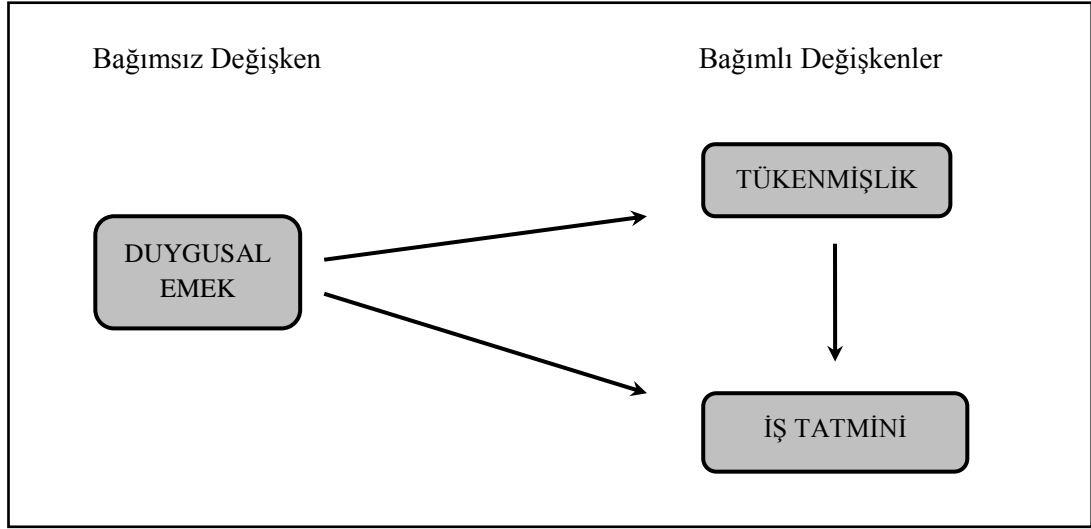 Bağımsız Değişken
Bağımlı Değişkenler
TÜKENMİŞLİK
DUYGUSAL
EMEK
İŞ TATMİNİ